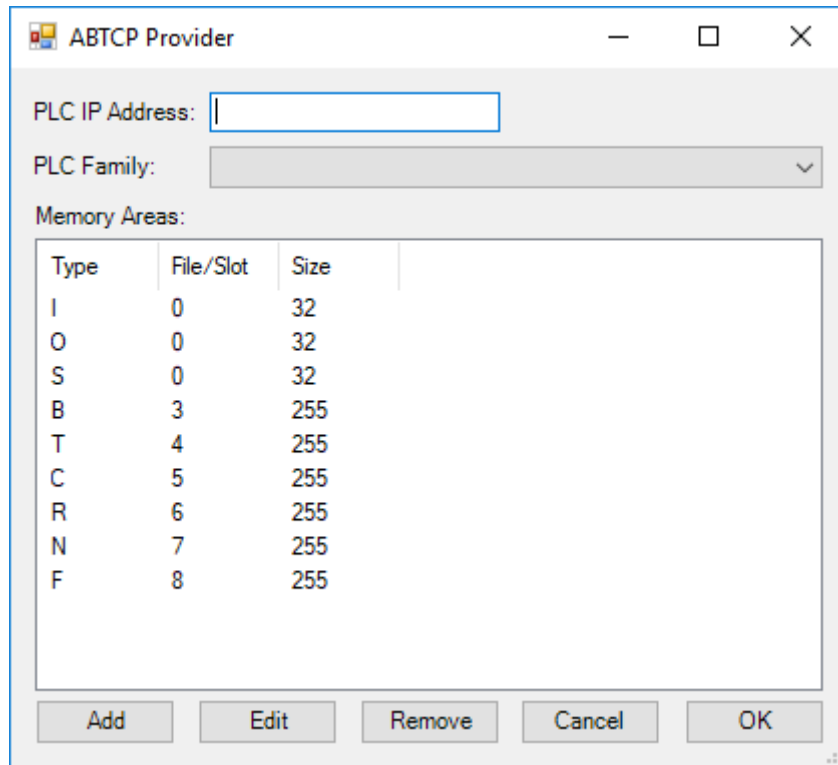 ABTCP Provider
PLC IP Address:
PLC Family:
Memory Areas:
Type File/Slot Size
I 0 32
O 0 32
S 0 32
B 3 255
T 4 255
C 5 255
R 6 255
N 7 255
F 8 255
Add Edit Remove Cancel OK